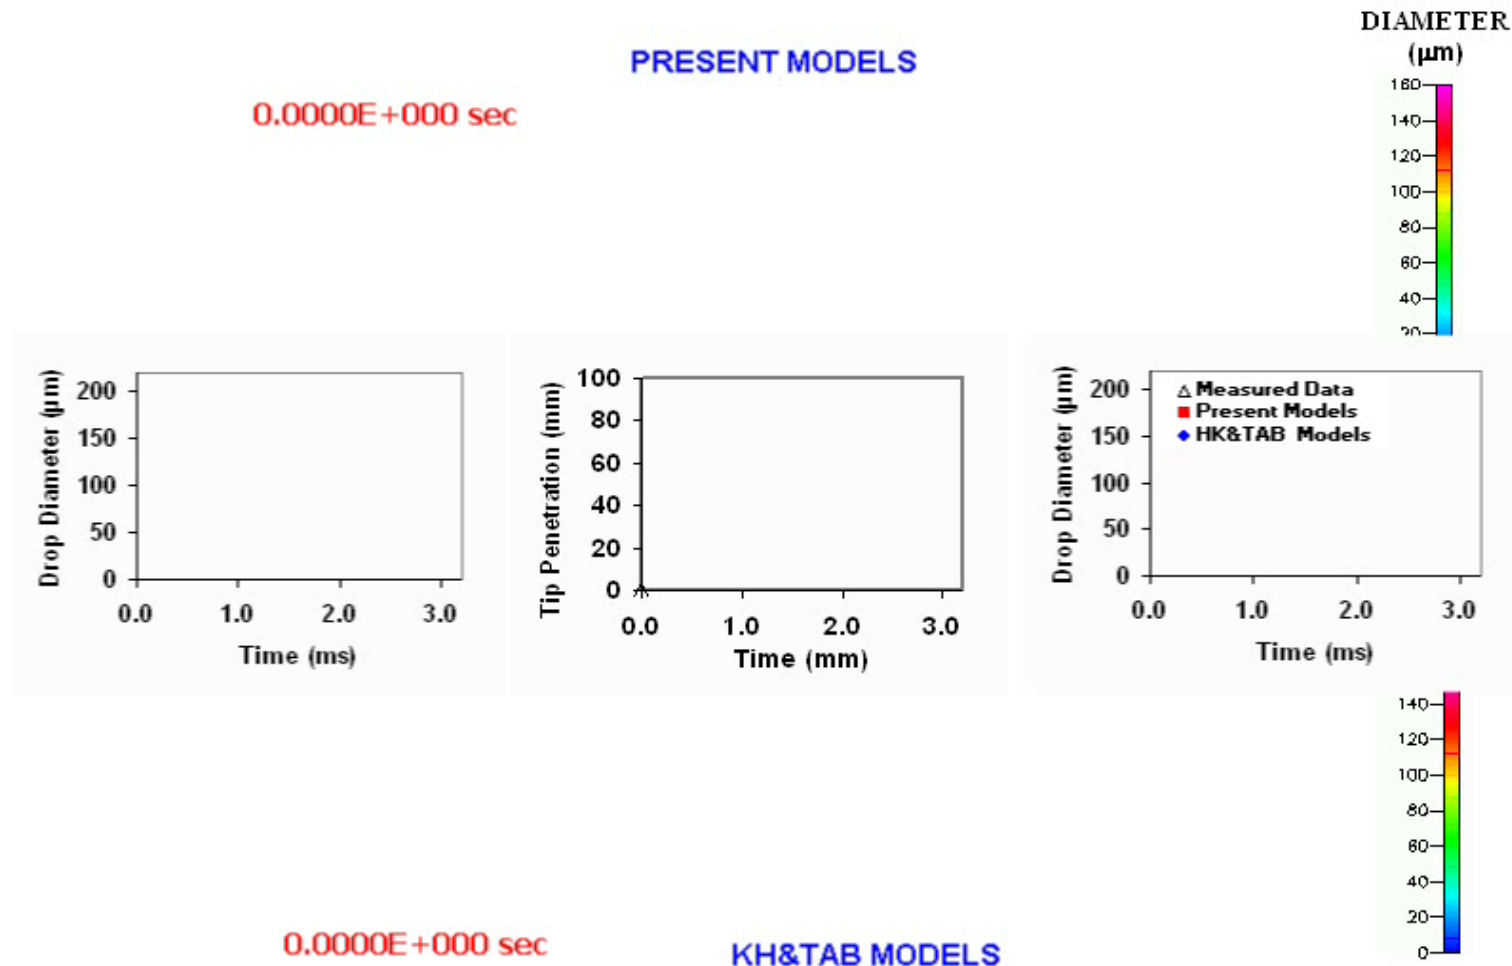 DIAMETER
(µm)
PRESENT MODELS
0.0000E+000 sec
160
140
120
100
80
60
40
20
Drop Diameter (µm)
200
150
100
50
0
0.0 1.0 2.0 3.0
Time (ms)
Tip Penetration (mm)
100
80
60
40
20
0
0.0 1.0 2.0 3.0
Time (mm)
Drop Diameter (µm)
200
150
100
50
0
Measured Data
Present Models
HK&TAB Models
0.0 1.0 2.0 3.0
Time (ms)
140
120
100
80
60
40
20
0
0.0000E+000 sec
KH&TAB MODELS